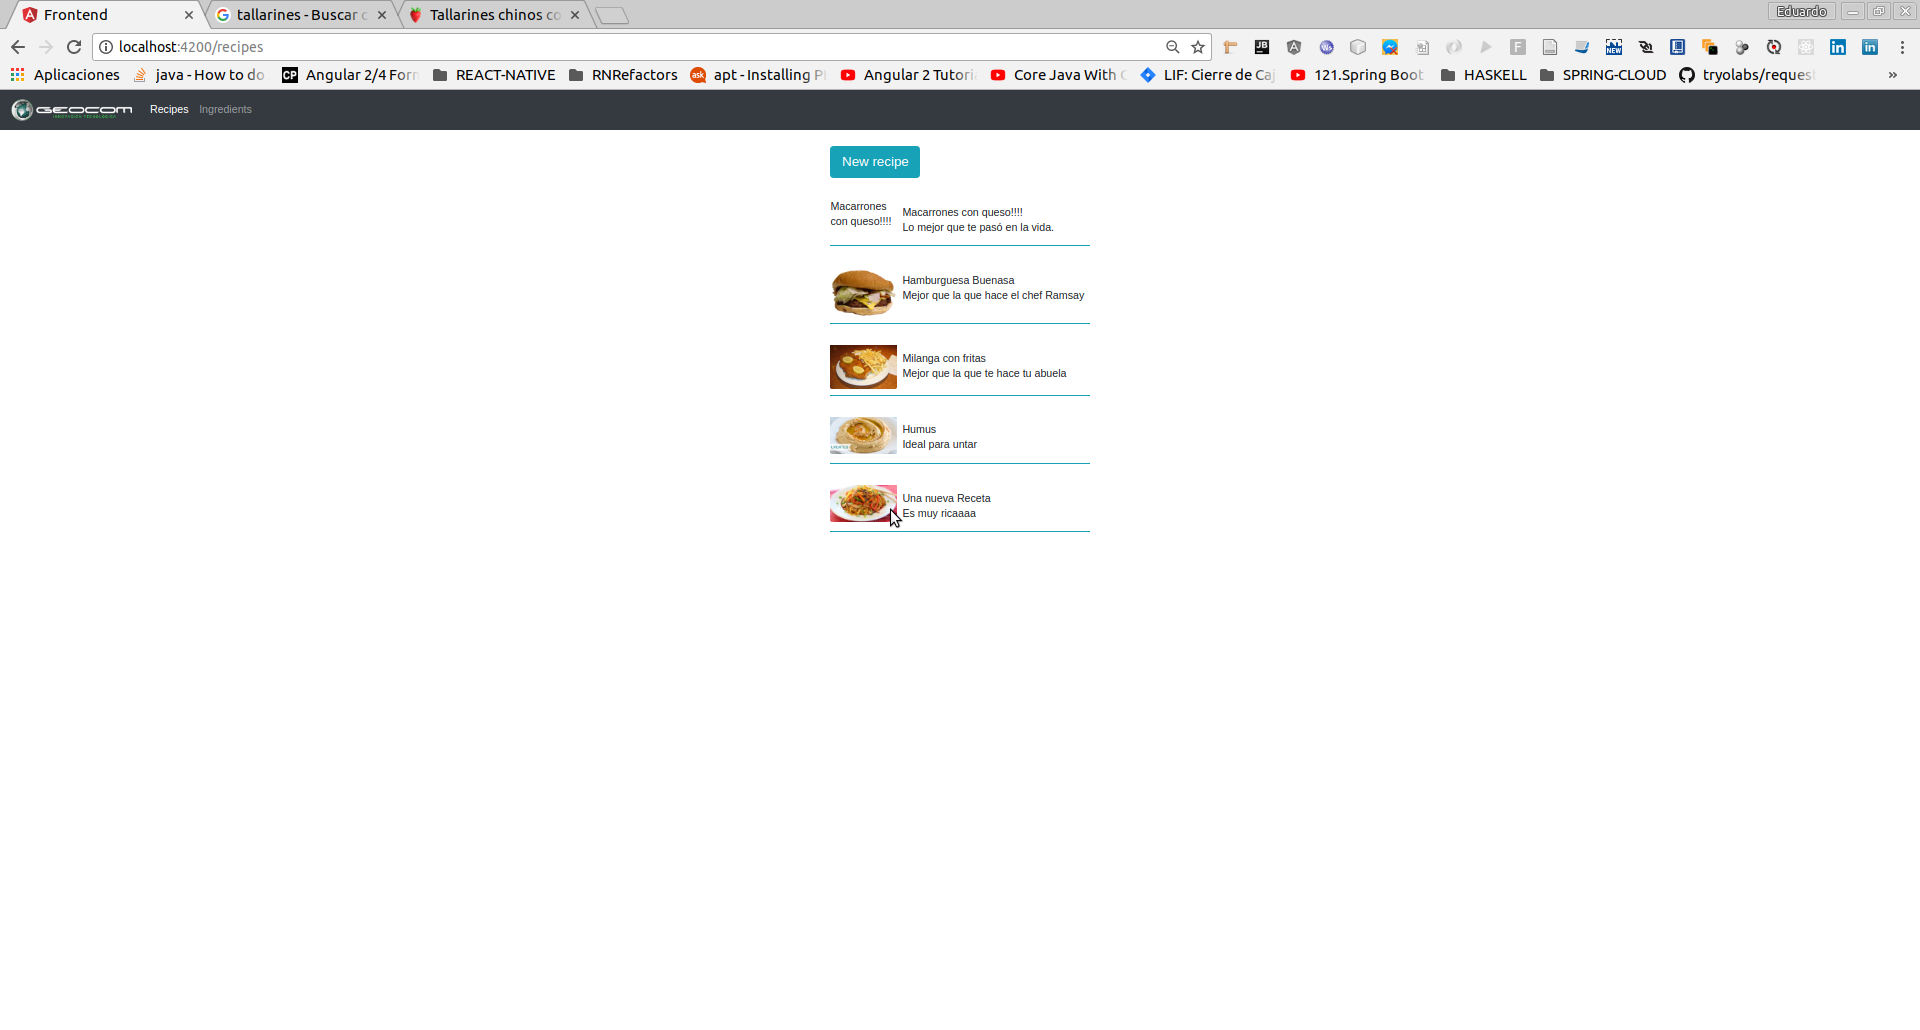 Frontend
tallarines - Buscar c
Tallarines chinos co
Eduardo
localhost:4200/recipes
Aplicaciones
java - How to do
CP
Angular 2/4 Forn
REACT-NATIVE
RNRefactors
ask
apt - Installing P
Angular 2 Tutori
Core Java With C
LIF: Cierre de Caj
121.Spring Boot
HASKELL
SPRING-CLOUD
tryolabs/reques
»
GEOCOM
Recipes
Ingredients
New recipe
Macarrones
con queso!!!!
Macarrones con queso!!!!
Lo mejor que te pasó en la vida.
Hamburguesa Buenasa
Mejor que la que hace el chef Ramsay
Milanga con fritas
Mejor que la que te hace tu abuela
Humus
Ideal para untar
Una nueva Receta
Es muy ricaaaa